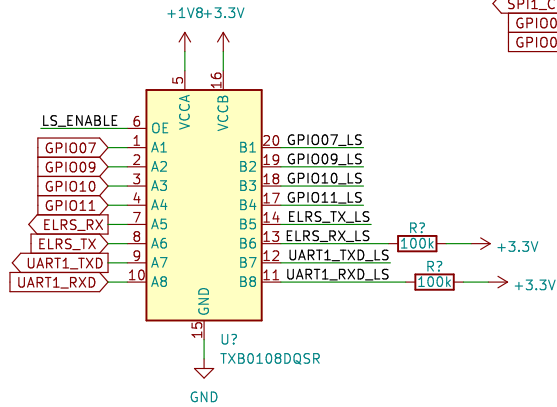 +1V8+3.3V
SPI1_C
GPIO0
GPIO0
5
16
VCCA
VCCB
LS_ENABLE 6 OE
GPIO07 1 A1 B1 20 GPIO07_LS
GPIO09 2 A2 B2 19 GPIO09_LS
GPIO10 3 A3 B3 18 GPIO10_LS
GPIO11 4 A4 B4 17 GPIO11_LS
ELRS_RX 7 A5 B5 14 ELRS_TX_LS
ELRS_TX 8 A6 B6 13 ELRS_RX_LS R? 100k +3.3V
UART1_TXD 9 A7 B7 12 UART1_TXD_LS
UART1_RXD 10 A8 B8 11 UART1_RXD_LS R? 100k +3.3V
GND
15
U?
TXB0108DQSR
GND